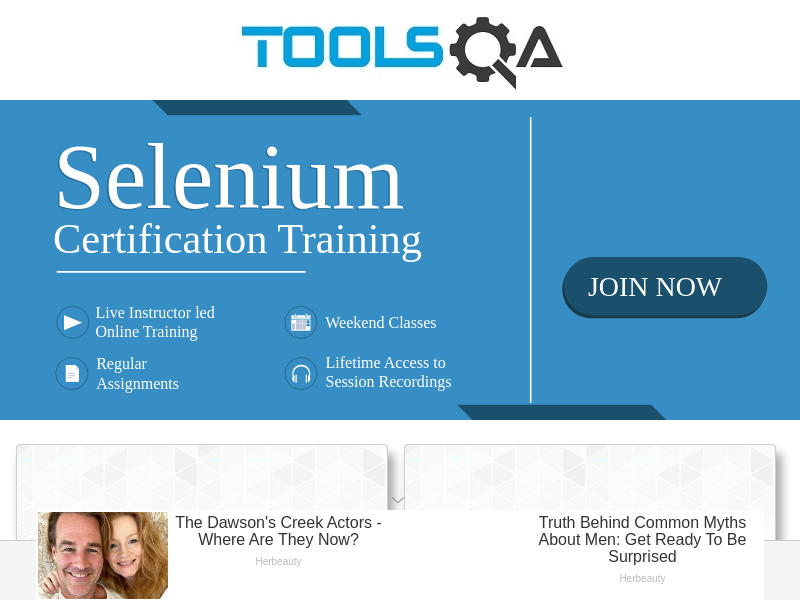 TOOLSQA
Selenium
Certification Training
JOIN NOW
Live Instructor led
Online Training
Weekend Classes
Regular
Assignments
Lifetime Access to
Session Recordings
The Dawson's Creek Actors -
Where Are They Now?
Herbeauty
Truth Behind Common Myths
About Men: Get Ready To Be
Surprised
Herbeauty